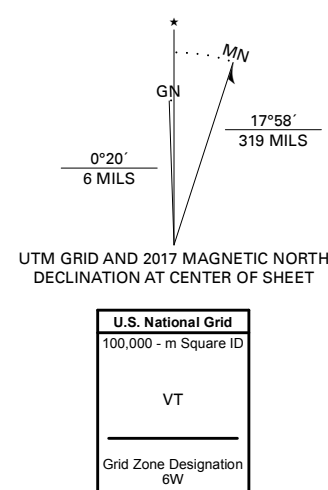 ★
MN
GN
17°58´
319 MILS
0°20´
6 MILS
UTM GRID AND 2017 MAGNETIC NORTH
DECLINATION AT CENTER OF SHEET
U.S. National Grid
100,000 - m Square ID
VT
Grid Zone Designation
6W